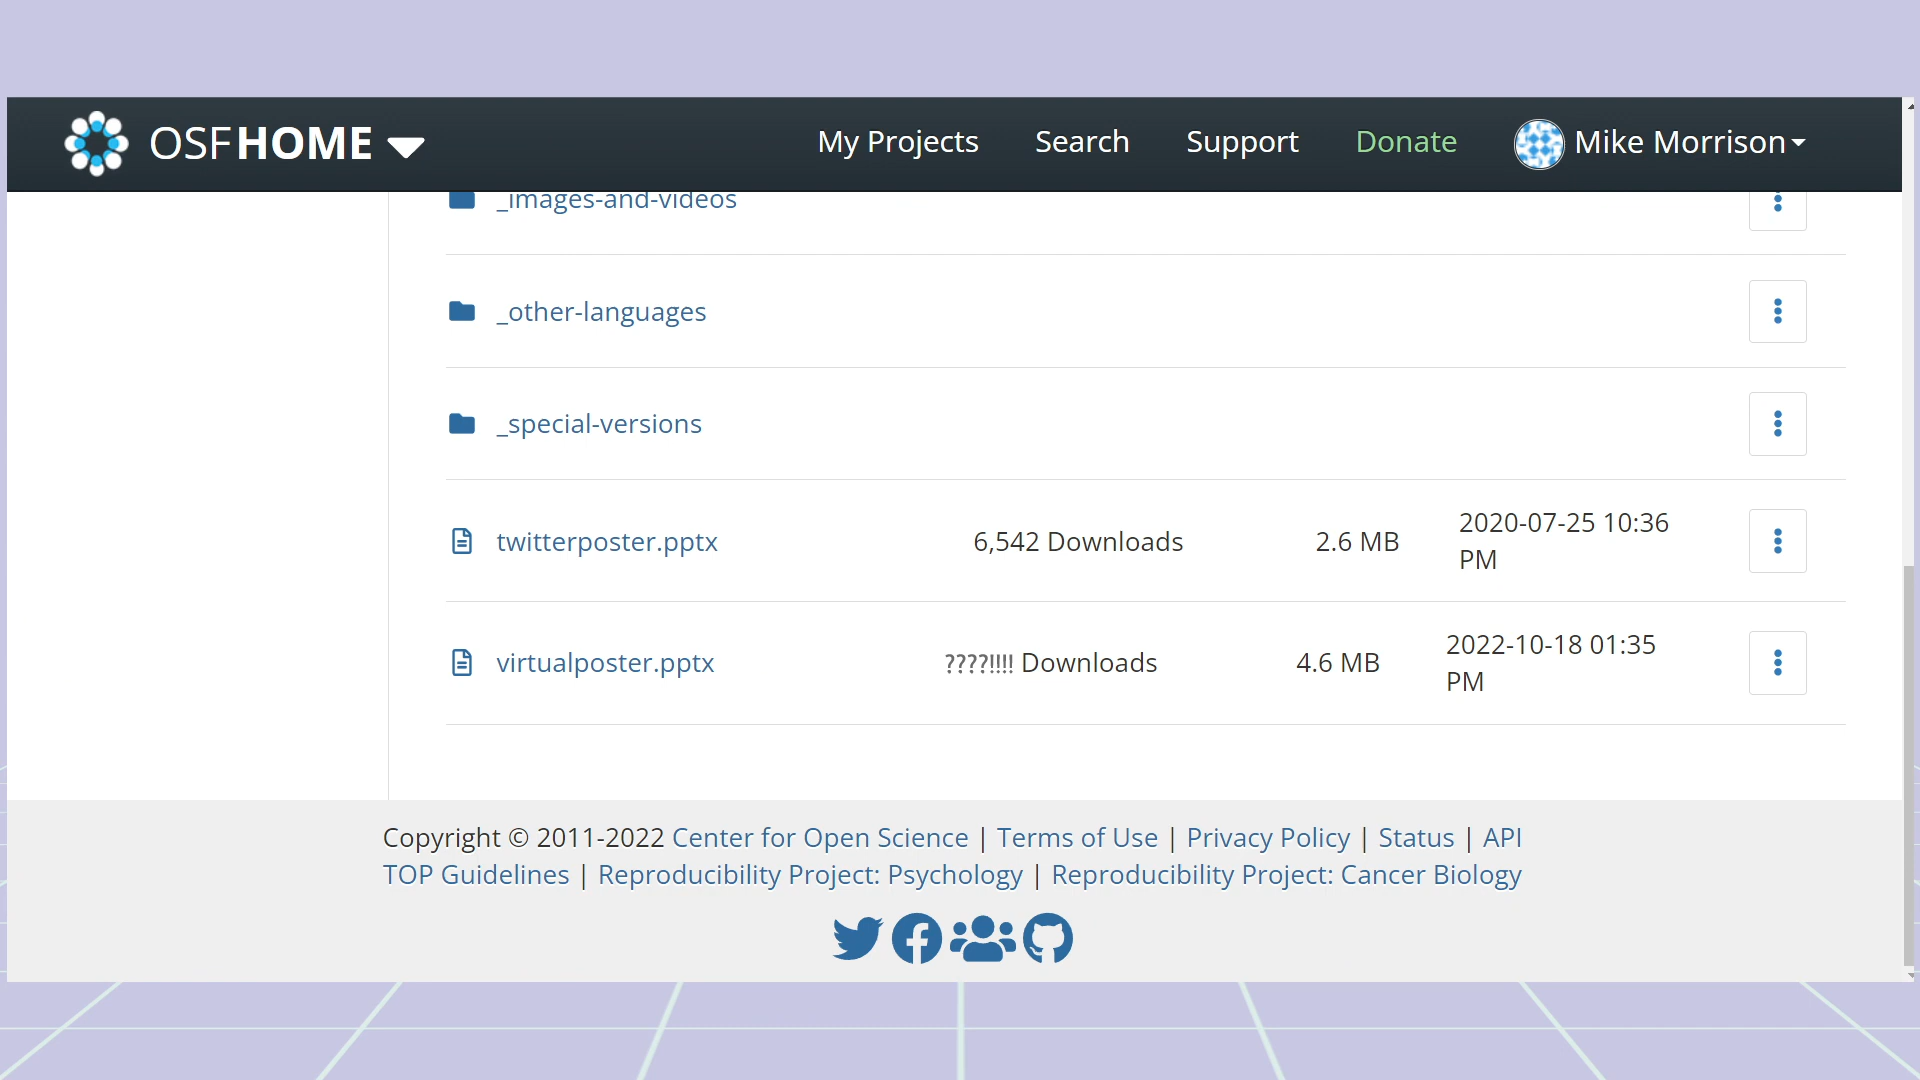 OSFHOME
My Projects Search Support Donate Mike Morrison
_images-and-videos
_other-languages
_special-versions
twitterposter.pptx 6,542 Downloads 2.6 MB 2020-07-25 10:36
PM
virtualposter.pptx ????!!!! Downloads 4.6 MB 2022-10-18 01:35
PM
Copyright © 2011-2022 Center for Open Science | Terms of Use | Privacy Policy | Status | API
TOP Guidelines | Reproducibility Project: Psychology | Reproducibility Project: Cancer Biology